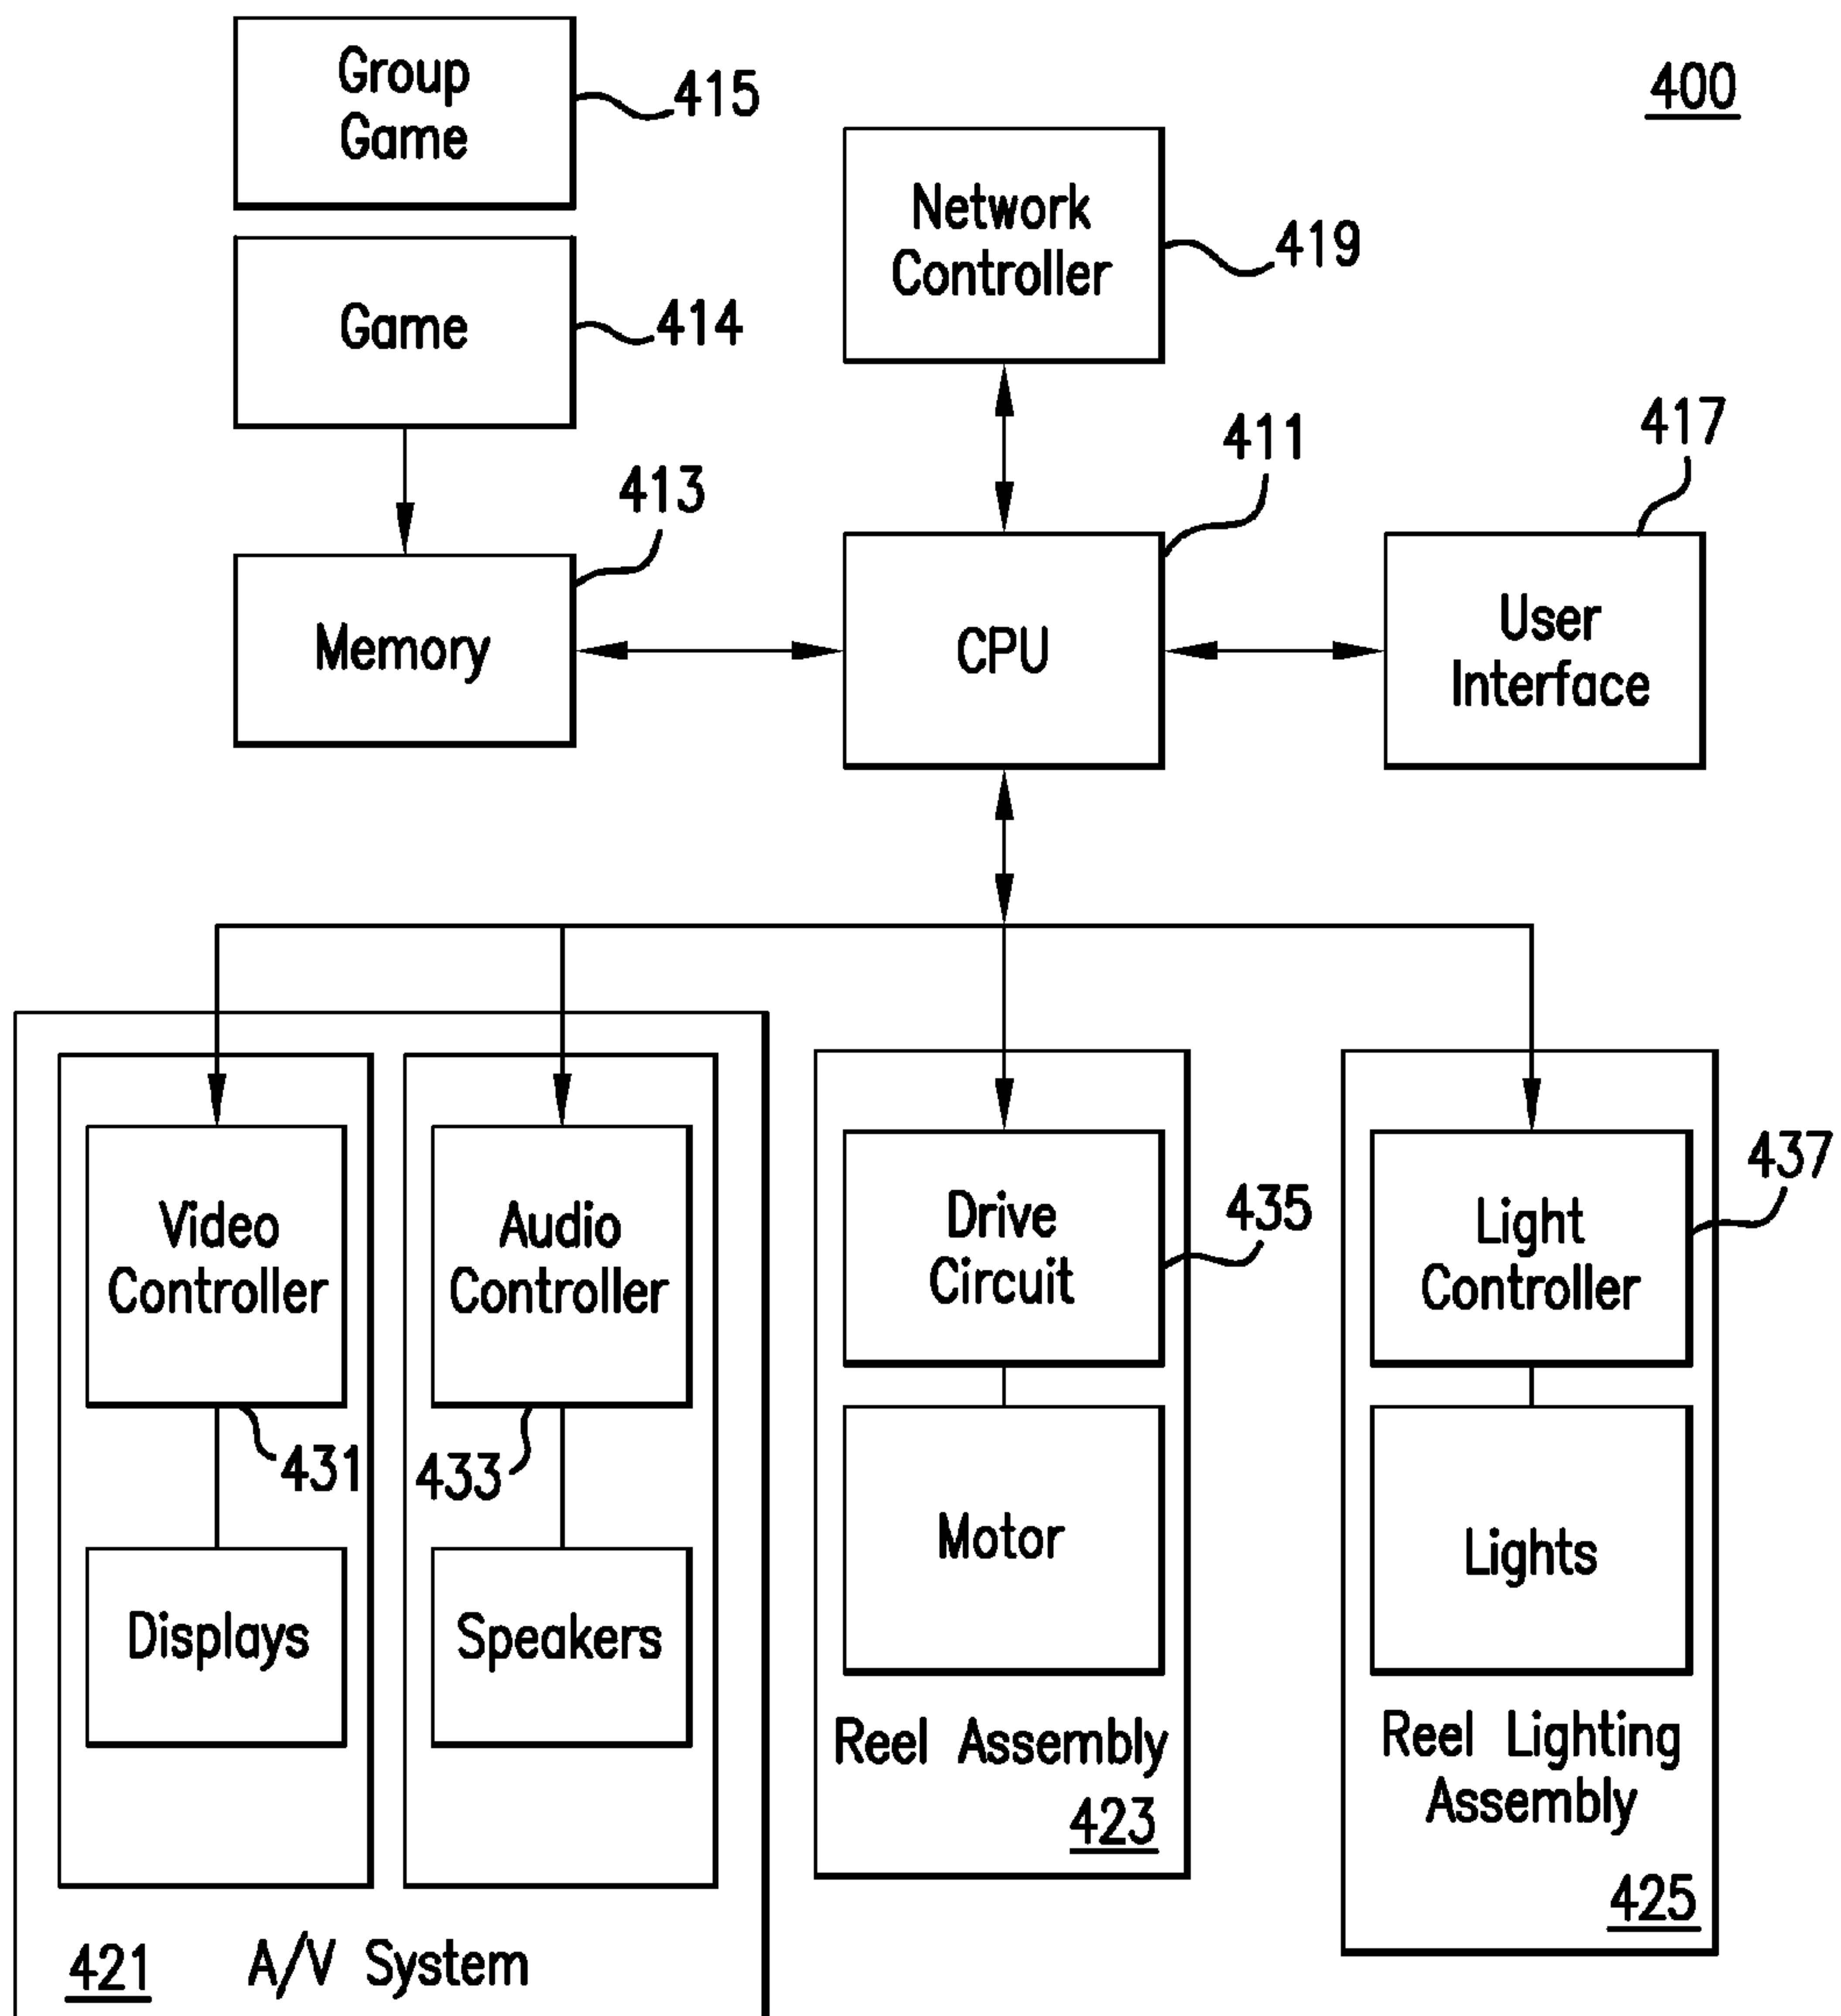 Group
Game
415
400
Network
Controller
419
Game
414
413
411
417
Memory
CPU
User
Interface
Video
Controller
431
Audio
Controller
433
Drive
Circuit
435
Light
Controller
437
Displays
Speakers
Motor
Lights
Reel Assembly
423
Reel Lighting
Assembly
425
421
A/V System